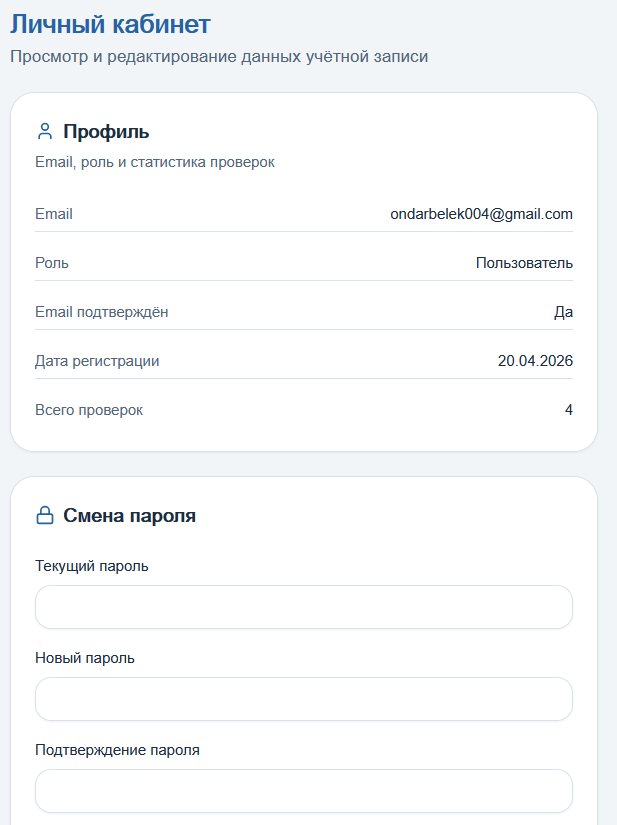 Личный кабинет
Просмотр и редактирование данных учётной записи
Профиль
Email, роль и статистика проверок
Email ondarbelek004@gmail.com
Роль Пользователь
Email подтверждён Да
Дата регистрации 20.04.2026
Всего проверок 4
Смена пароля
Текущий пароль
Новый пароль
Подтверждение пароля